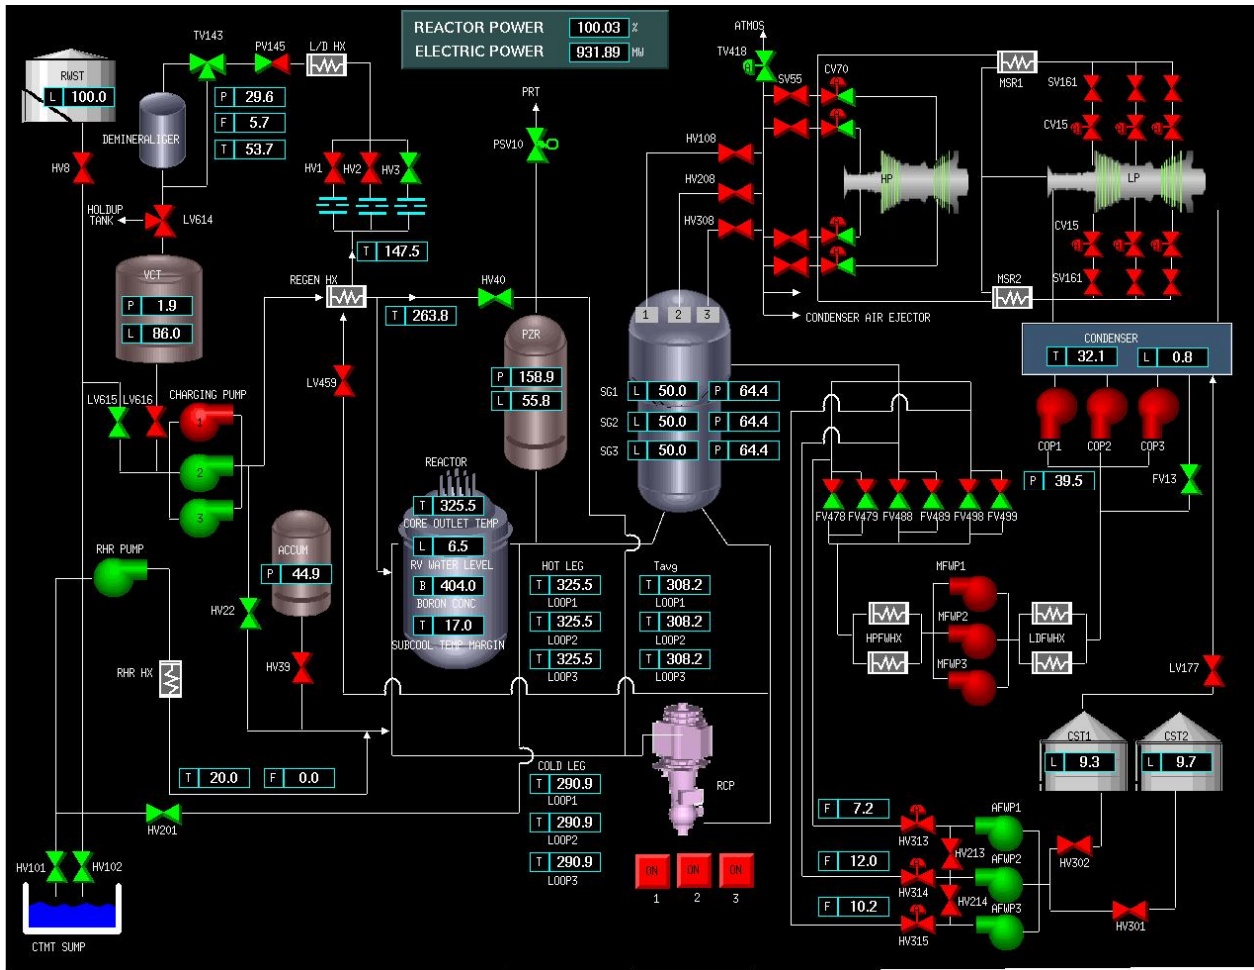 REACTOR POWER 100.03 %
ELECTRIC POWER 931.89 MW
RWST
L 100.0
HV8
TV143
PV145
L/D HX
P 29.6
F 5.7
T 53.7
DEMINERALIGER
HOLDUP
TANK
LV614
HV1
HV2
HV3
T 147.5
VCT
P 1.9
L 86.0
REGEN HX
T 263.8
HV40
LV459
LV615
LV616
CHARGING PUMP
1
2
3
PRT
PSV10
PZR
P 158.9
L 55.8
ATMOS
TV418
A
SV55
CV70
A
A
A
A
HV108
HV208
HV308
HP
CONDENSER AIR EJECTOR
MSR1
MSR2
SV161
CV15
A
A
A
LP
CV15
A
A
A
SV161
CONDENSER
T 32.1
L 0.8
COP1
COP2
COP3
P 39.5
FV13
1 2 3
SG1 L 50.0 P 64.4
SG2 L 50.0 P 64.4
SG3 L 50.0 P 64.4
FV478
FV479
FV488
FV489
FV498
FV499
REACTOR
T 325.5
CORE OUTLET TEMP
L 6.5
RV WATER LEVEL
B 404.0
BORON CONC
T 17.0
SUBCOOL TEMP MARGIN
RHR PUMP
HV22
ACCUM
P 44.9
HV39
RHR HX
T 20.0
F 0.0
HV201
HV101
HV102
CTMT SUMP
HOT LEG
T 325.5
LOOP1
T 325.5
LOOP2
T 325.5
LOOP3
Tavg
T 308.2
LOOP1
T 308.2
LOOP2
T 308.2
LOOP3
COLD LEG
T 290.9
LOOP1
T 290.9
LOOP2
T 290.9
LOOP3
RCP
ON ON ON
1 2 3
MFWP1
MFWP2
MFWP3
HPFWHX
LDFWHX
LV177
CST1
L 9.3
CST2
L 9.7
F 7.2
A
HV313
F 12.0
A
HV314
F 10.2
A
HV315
HV213
HV214
AFWP1
AFWP2
AFWP3
HV302
HV301